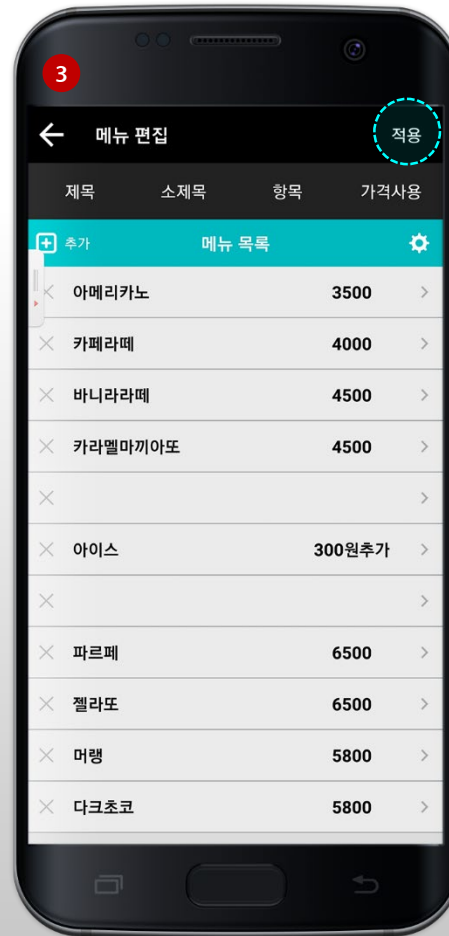 3
메뉴 편집 적용
제목 소제목 항목 가격사용
추가 메뉴 목록
아메리카노 3500
카페라떼 4000
바니라라떼 4500
카라멜마끼아또 4500
아이스 300원추가
파르페 6500
젤라또 6500
머랭 5800
다크초코 5800